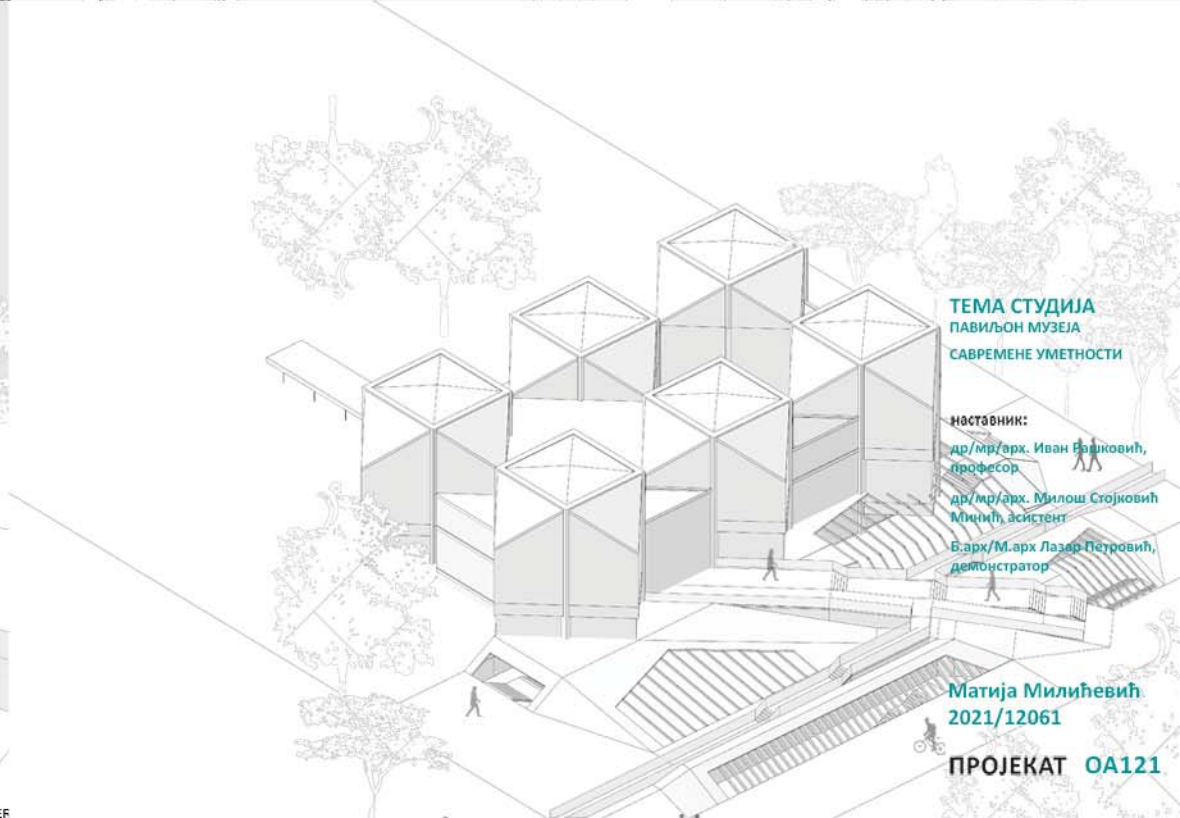 ТЕМА СТУДИЈА
ПАВИЉОН МУЗЕЈА
САВРЕМЕНЕ УМЕТНОСТИ
наставник:
др/мр/арх. Иван Рашковић,
професор
др/мр/арх. Милош Стојковић
Минић, асистент
Б.арх/М.арх Лазар Петровић,
демонстратор
Матија Милићевић
2021/12061
ПРОЈЕКАТ ОА121